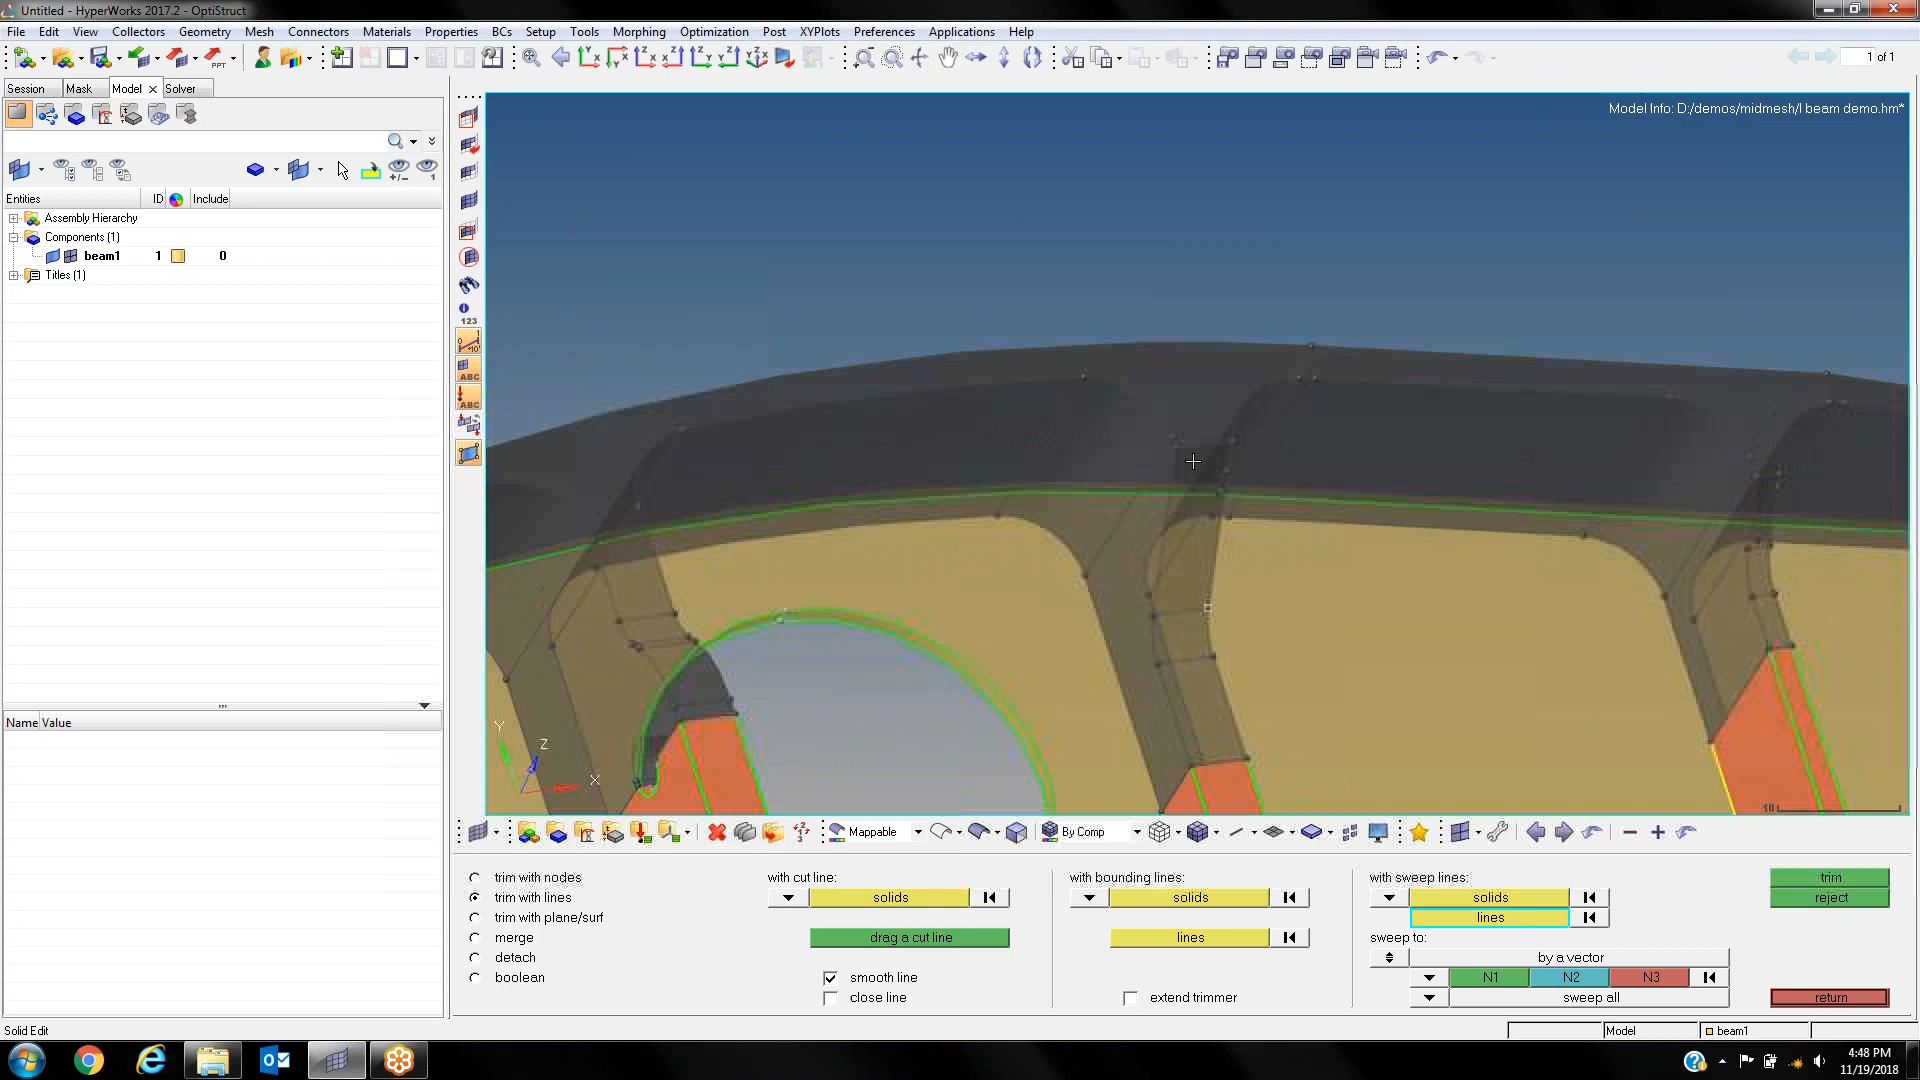 Untitled - HyperWorks 2017.2 - OptiStruct
File Edit View Collectors Geometry Mesh Connectors Materials Properties BCs Setup Tools Morphing Optimization Post XYPlots Preferences Applications Help
1 of 1
Session Mask Model Solver
Model Info: D:/demos/midmesh/I beam demo.hm*
Entities ID Include
Assembly Hierarchy
Components (1)
beam1 1 0
Titles (1)
123
ABC
ABC
Name Value
Y
Z
X
10
Mappable By Comp
trim with nodes with cut line: with bounding lines: with sweep lines: trim
trim with lines solids solids solids reject
trim with plane/surf lines
merge drag a cut line lines sweep to:
detach by a vector
boolean smooth line N1 N2 N3
close line extend trimmer sweep all return
Solid Edit Model beam1
4:48 PM
11/19/2018